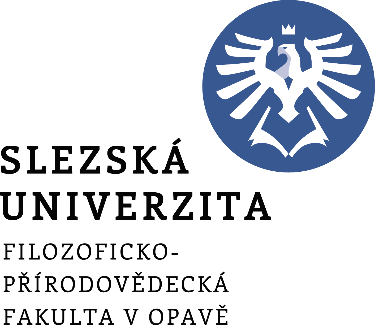 SLEZSKÁ
UNIVERZITA
FILOZOFICKO-
PŘÍRODOVĚDECKÁ
FAKULTA V OPAVĚ